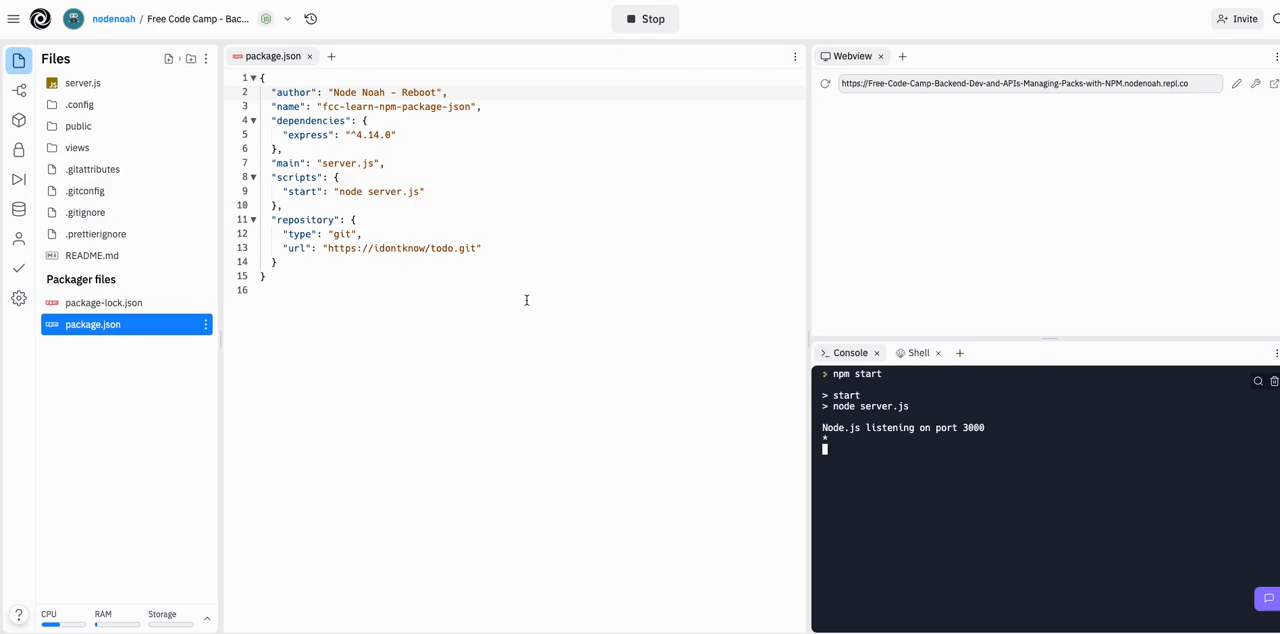 nodenoah / Free Code Camp - Bac...
Stop
Invite
Files
server.js
.config
public
views
.gitattributes
.gitconfig
.gitignore
.prettierignore
README.md
Packager files
package-lock.json
package.json
CPU
RAM
Storage
package.json
1 {
2 "author": "Node Noah - Reboot",
3 "name": "fcc-learn-npm-package-json",
4 "dependencies": {
5 "express": "^4.14.0"
6 },
7 "main": "server.js",
8 "scripts": {
9 "start": "node server.js"
10 },
11 "repository": {
12 "type": "git",
13 "url": "https://idontknow/todo.git"
14 }
15 }
16
Webview
https://Free-Code-Camp-Backend-Dev-and-APIs-Managing-Packs-with-NPM.nodenoah.repl.co
Console
Shell
> npm start
> start
> node server.js
Node.js listening on port 3000
*